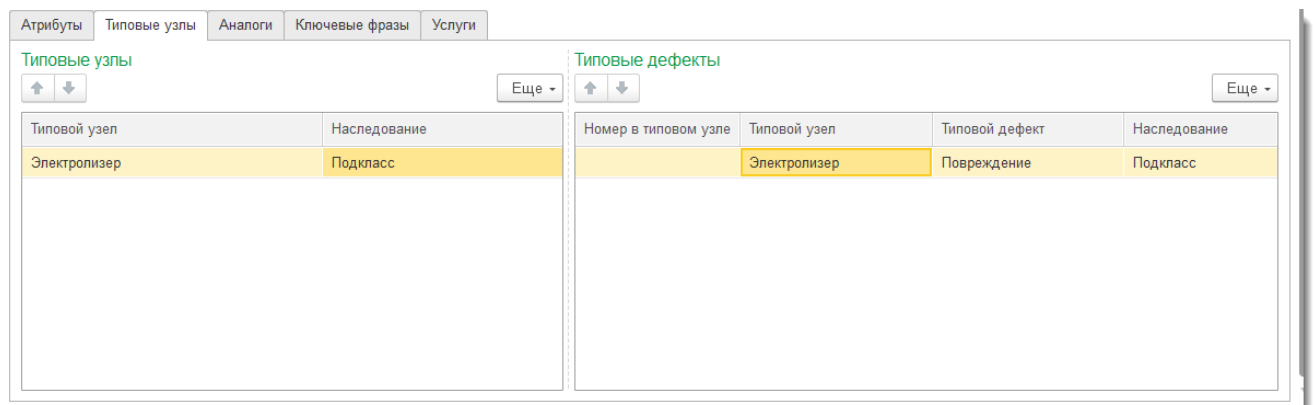 Атрибуты Типовые узлы Аналоги Ключевые фразы Услуги
Типовые узлы Типовые дефекты
Еще Еще
Типовой узел Наследование Номер в типовом узле Типовой узел Типовой дефект Наследование
Электролизер Подкласс Электролизер Повреждение Подкласс